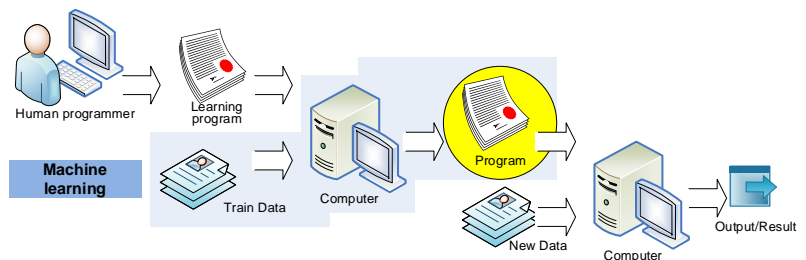 Human programmer
Learning
program
Machine
learning
Train Data
Computer
Program
New Data
Computer
Output/Result